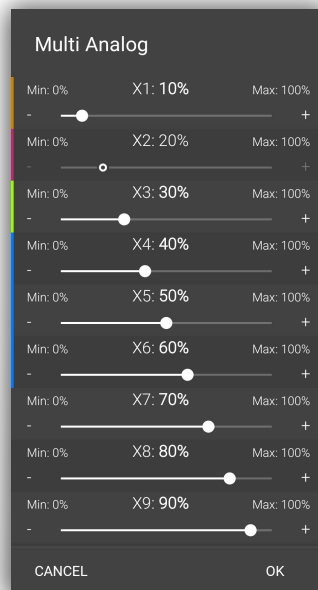 Multi Analog
Min: 0% X1: 10% Max: 100%
- +
Min: 0% X2: 20% Max: 100%
- +
Min: 0% X3: 30% Max: 100%
- +
Min: 0% X4: 40% Max: 100%
- +
Min: 0% X5: 50% Max: 100%
- +
Min: 0% X6: 60% Max: 100%
- +
Min: 0% X7: 70% Max: 100%
- +
Min: 0% X8: 80% Max: 100%
- +
Min: 0% X9: 90% Max: 100%
- +
CANCEL OK